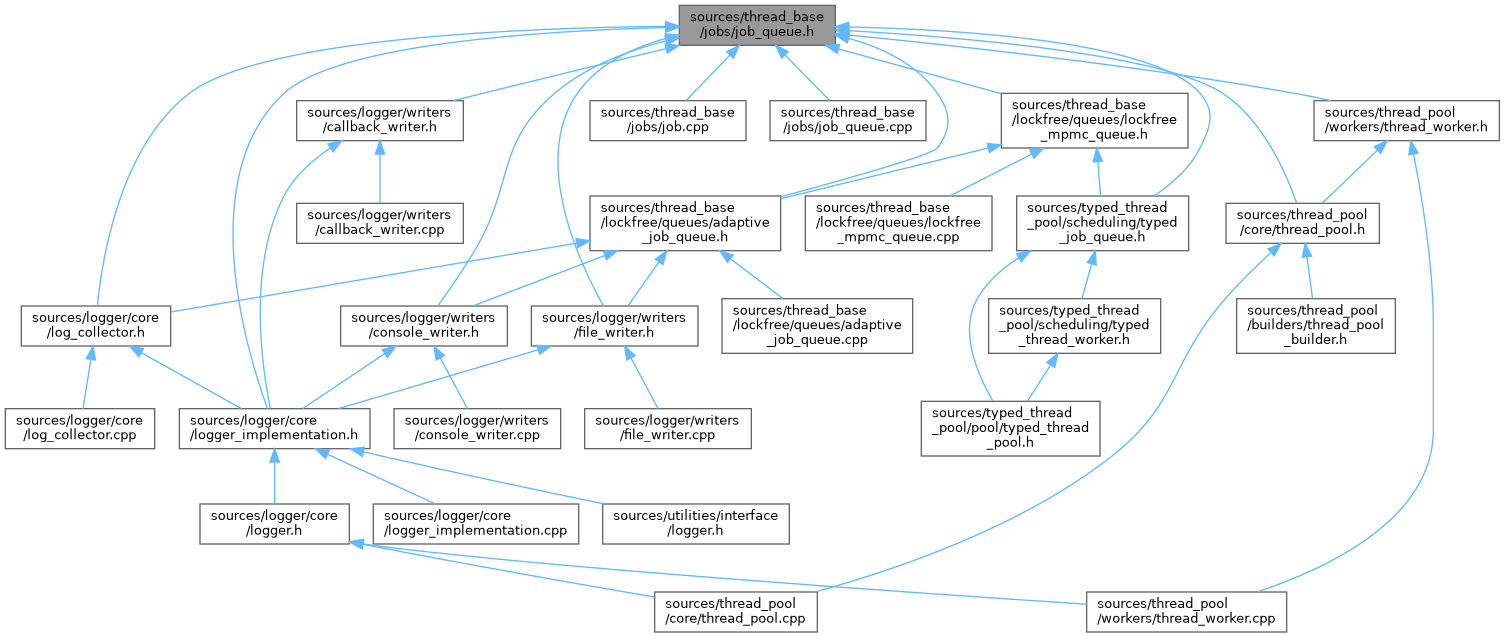 sources/thread_base
/jobs/job_queue.h
sources/logger/writers
/callback_writer.h
sources/thread_base
/jobs/job.cpp
sources/thread_base
/jobs/job_queue.cpp
sources/thread_base
/lockfree/queues/lockfree
_mpmc_queue.h
sources/thread_pool
/workers/thread_worker.h
sources/logger/writers
/callback_writer.cpp
sources/thread_base
/lockfree/queues/adaptive
_job_queue.h
sources/thread_base
/lockfree/queues/lockfree
_mpmc_queue.cpp
sources/typed_thread
_pool/scheduling/typed
_job_queue.h
sources/thread_pool
/core/thread_pool.h
sources/logger/core
/log_collector.h
sources/logger/writers
/console_writer.h
sources/logger/writers
/file_writer.h
sources/thread_base
/lockfree/queues/adaptive
_job_queue.cpp
sources/typed_thread
_pool/scheduling/typed
_thread_worker.h
sources/thread_pool
/builders/thread_pool
_builder.h
sources/logger/core
/log_collector.cpp
sources/logger/core
/logger_implementation.h
sources/logger/writers
/console_writer.cpp
sources/logger/writers
/file_writer.cpp
sources/typed_thread
_pool/pool/typed_thread
_pool.h
sources/logger/core
/logger.h
sources/logger/core
/logger_implementation.cpp
sources/utilities/interface
/logger.h
sources/thread_pool
/core/thread_pool.cpp
sources/thread_pool
/workers/thread_worker.cpp